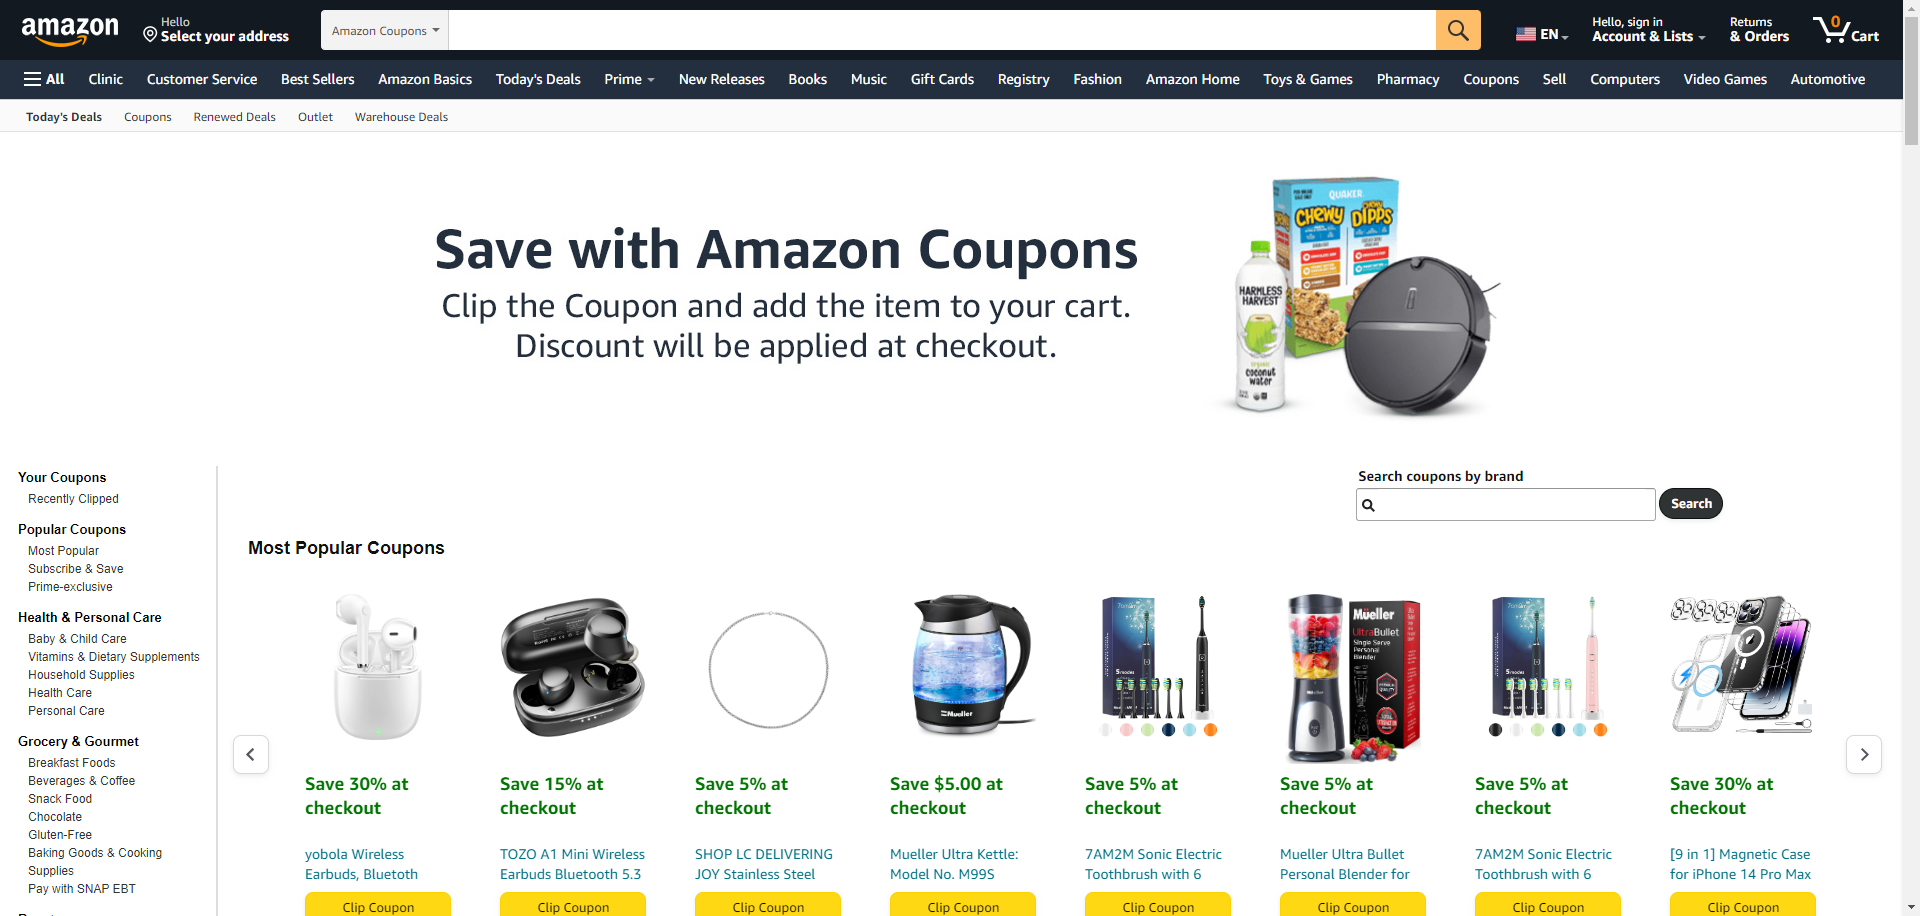 amazon
Hello
Select your address
Amazon Coupons
EN
Hello, sign in
Account & Lists
Returns
& Orders
0
Cart
All
Clinic
Customer Service
Best Sellers
Amazon Basics
Today's Deals
Prime
New Releases
Books
Music
Gift Cards
Registry
Fashion
Amazon Home
Toys & Games
Pharmacy
Coupons
Sell
Computers
Video Games
Automotive
Today's Deals
Coupons
Renewed Deals
Outlet
Warehouse Deals
Save with Amazon Coupons
Clip the Coupon and add the item to your cart.
Discount will be applied at checkout.
QUAKER
CHEWY DIPPS
HARMLESS
HARVEST
organic
coconut
water
Your Coupons
Recently Clipped
Popular Coupons
Most Popular
Subscribe & Save
Prime-exclusive
Health & Personal Care
Baby & Child Care
Vitamins & Dietary Supplements
Household Supplies
Health Care
Personal Care
Grocery & Gourmet
Breakfast Foods
Beverages & Coffee
Snack Food
Chocolate
Gluten-Free
Baking Goods & Cooking
Supplies
Pay with SNAP EBT
Search coupons by brand
Search
Most Popular Coupons
Mueller
5 modes
Mueller
UltraBullet
Single Serve
Personal
Blender
5 modes
Save 30% at
checkout
yobola Wireless
Earbuds, Bluetoth
Clip Coupon
Save 15% at
checkout
TOZO A1 Mini Wireless
Earbuds Bluetooth 5.3
Clip Coupon
Save 5% at
checkout
SHOP LC DELIVERING
JOY Stainless Steel
Clip Coupon
Save $5.00 at
checkout
Mueller Ultra Kettle:
Model No. M99S
Clip Coupon
Save 5% at
checkout
7AM2M Sonic Electric
Toothbrush with 6
Clip Coupon
Save 5% at
checkout
Mueller Ultra Bullet
Personal Blender for
Clip Coupon
Save 5% at
checkout
7AM2M Sonic Electric
Toothbrush with 6
Clip Coupon
Save 30% at
checkout
[9 in 1] Magnetic Case
for iPhone 14 Pro Max
Clip Coupon